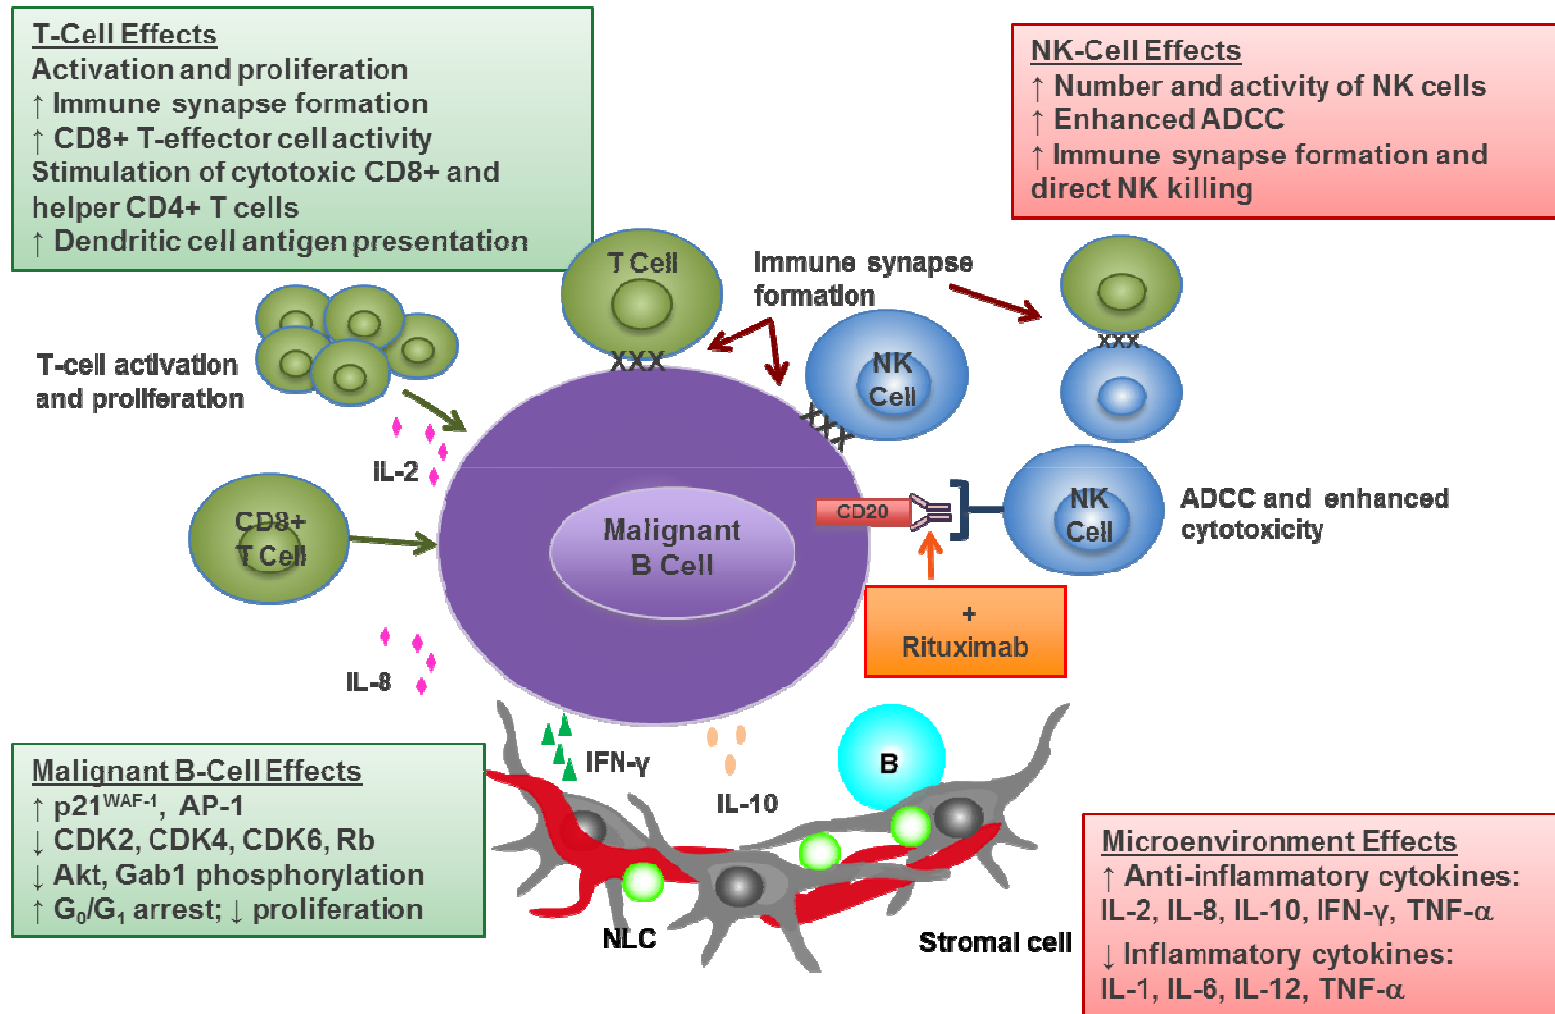 T-Cell Effects
Activation and proliferation
↑ Immune synapse formation
↑ CD8+ T-effector cell activity
Stimulation of cytotoxic CD8+ and
helper CD4+ T cells
↑ Dendritic cell antigen presentation
NK-Cell Effects
↑ Number and activity of NK cells
↑ Enhanced ADCC
↑ Immune synapse formation and
direct NK killing
T Cell
XXX
Immune synapse
formation
NK
Cell
XXX
XXX
T-cell activation
and proliferation
IL-2
CD8+
T Cell
Malignant
B Cell
CD20
NK
Cell
ADCC and enhanced
cytotoxicity
+
Rituximab
IL-8
IFN-γ
IL-10
B
NLC
Stromal cell
Malignant B-Cell Effects
↑ p21WAF-1, AP-1
↓ CDK2, CDK4, CDK6, Rb
↓ Akt, Gab1 phosphorylation
↑ G0/G1 arrest; ↓ proliferation
Microenvironment Effects
↑ Anti-inflammatory cytokines:
IL-2, IL-8, IL-10, IFN-γ, TNF-α
↓ Inflammatory cytokines:
IL-1, IL-6, IL-12, TNF-α